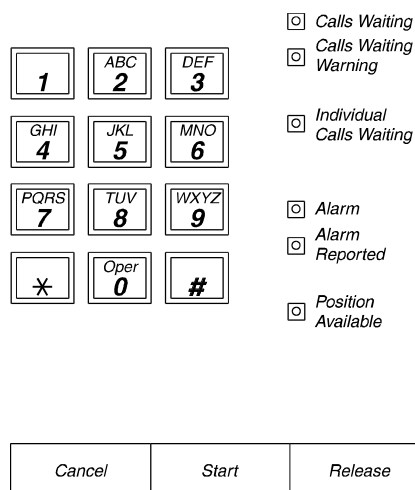 Calls Waiting
Calls Waiting
Warning
ABC
DEF
1
2
3
Individual
Calls Waiting
GHI
JKL
MNO
4
5
6
PQRS
TUV
WXYZ
7
8
9
Alarm
Alarm
Reported
Oper
*
0
#
Position
Available
Cancel
Start
Release